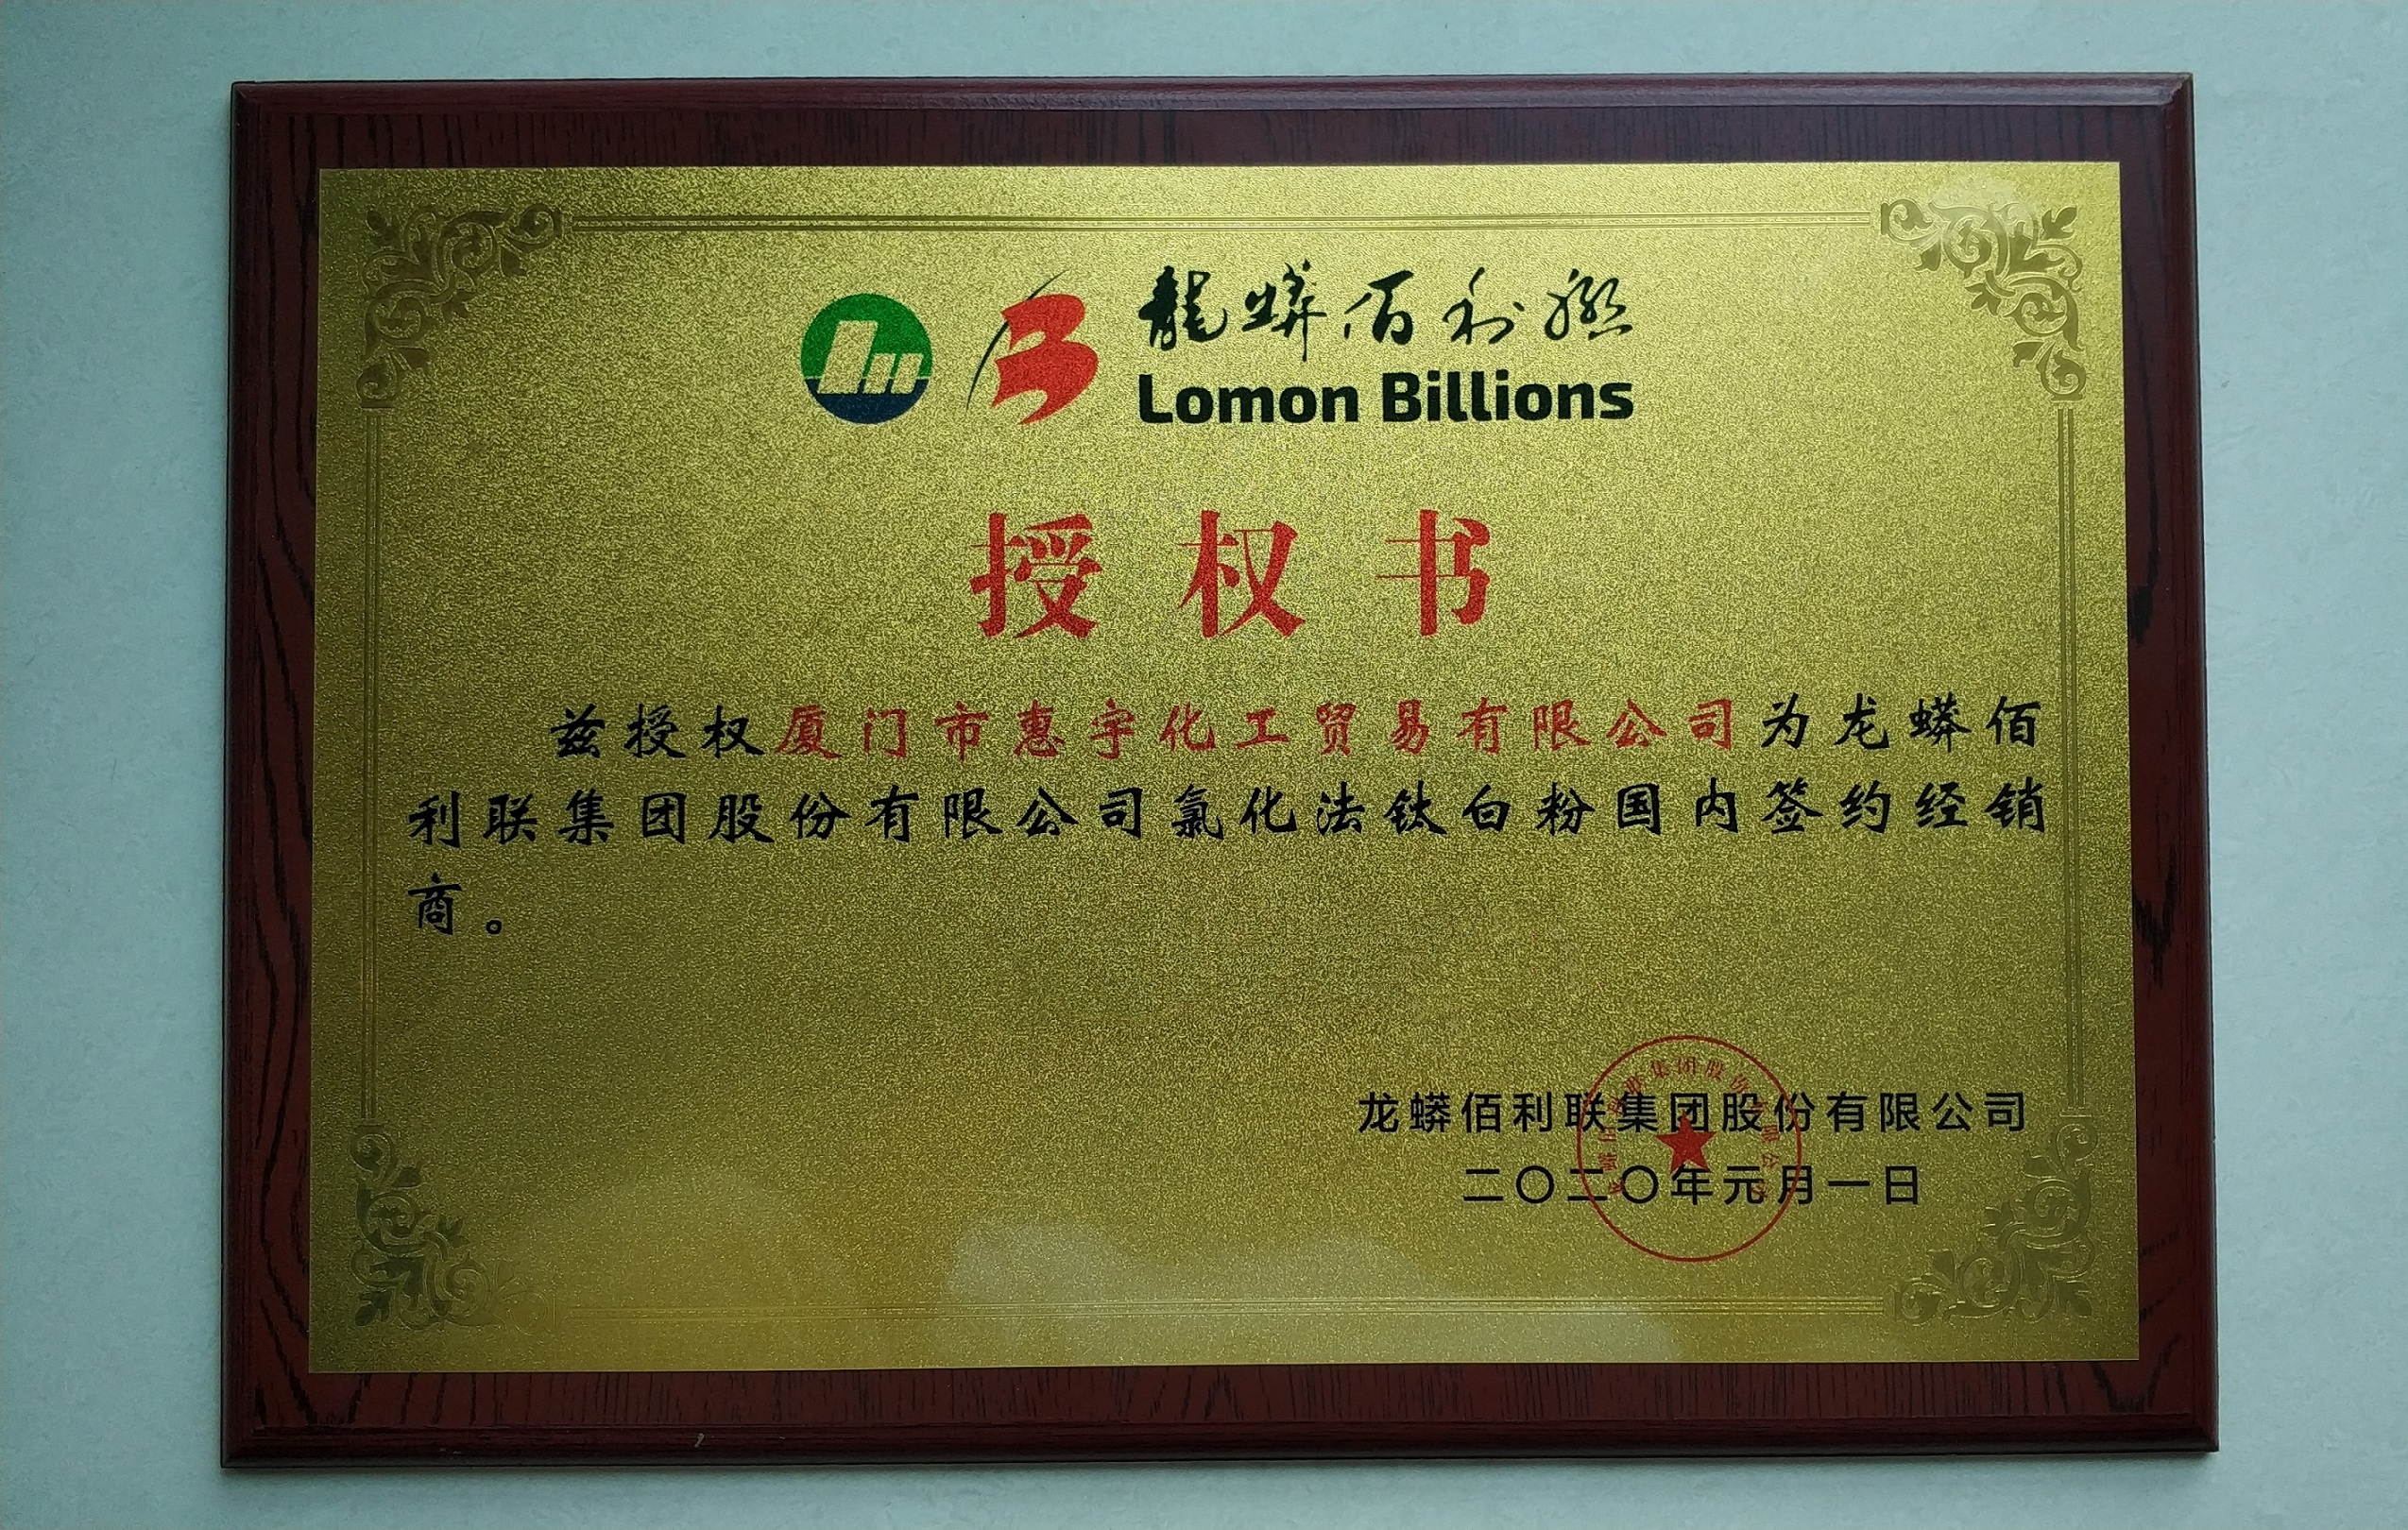 龍蟒佰利聯
Lomon Billions
授权书
兹授权厦门市惠宇化工贸易有限公司为龙蟒佰
利联集团股份有限公司氯化法钛白粉国内签约经销
商。
龙蟒佰利联集团股份有限公司
二〇二〇年元月一日